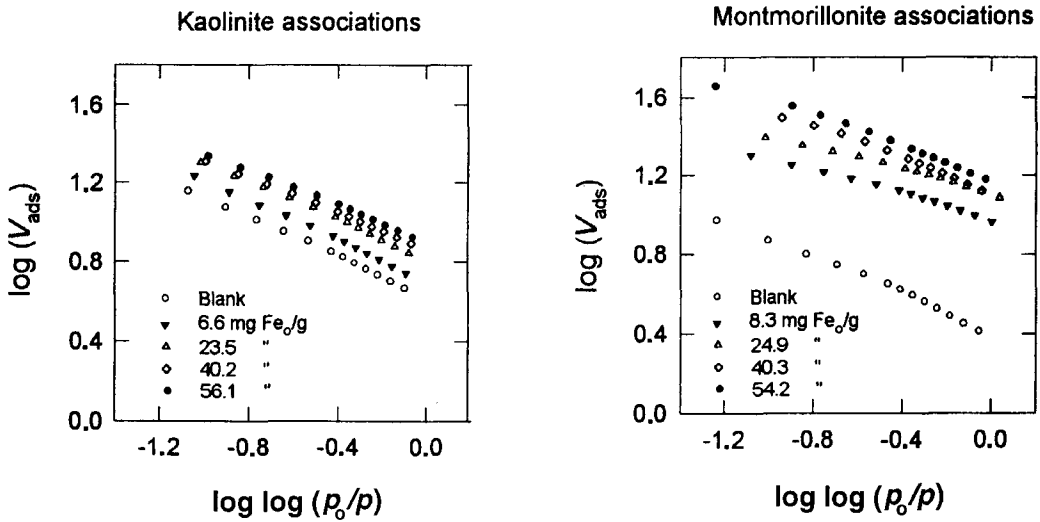 Kaolinite associations
log (Vads)
1.6
1.2
0.8
0.4
0.0
Blank
6.6 mg Feo/g
23.5 "
40.2 "
56.1 "
-1.2 -0.8 -0.4 0.0
log log (po/p)
Montmorillonite associations
log (Vads)
1.6
1.2
0.8
0.4
0.0
Blank
8.3 mg Feo/g
24.9 "
40.3 "
54.2 "
-1.2 -0.8 -0.4 0.0
log log (po/p)